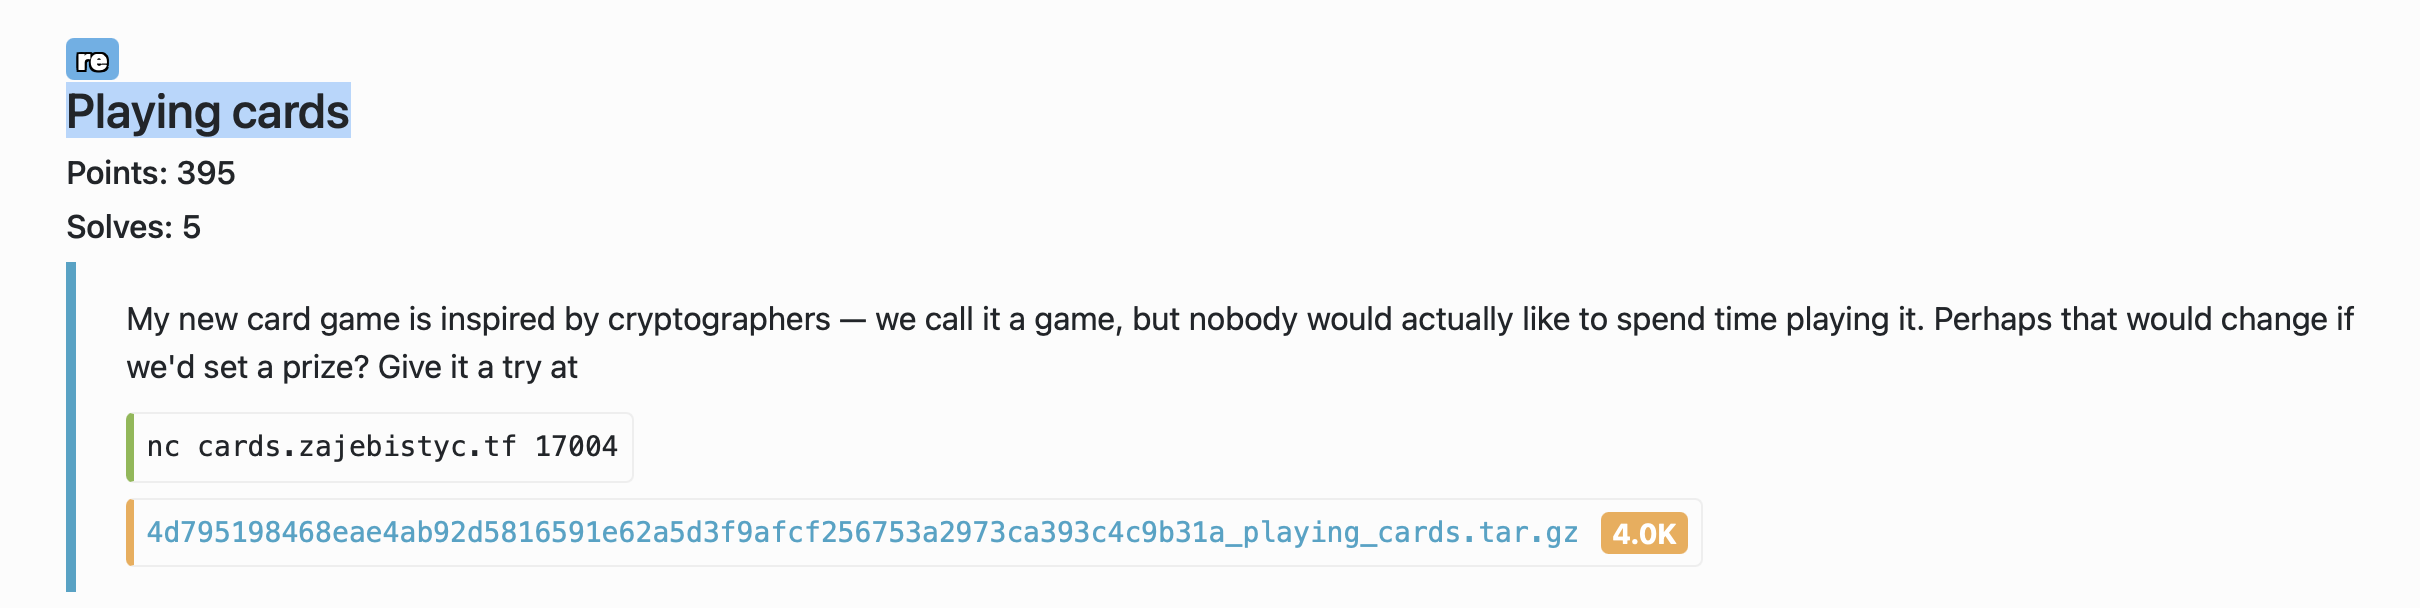 re
Playing cards
Points: 395
Solves: 5
My new card game is inspired by cryptographers — we call it a game, but nobody would actually like to spend time playing it. Perhaps that would change if
we'd set a prize? Give it a try at
nc cards.zajebistyc.tf 17004
4d795198468eae4ab92d5816591e62a5d3f9afcf256753a2973ca393c4c9b31a_playing_cards.tar.gz 4.0K